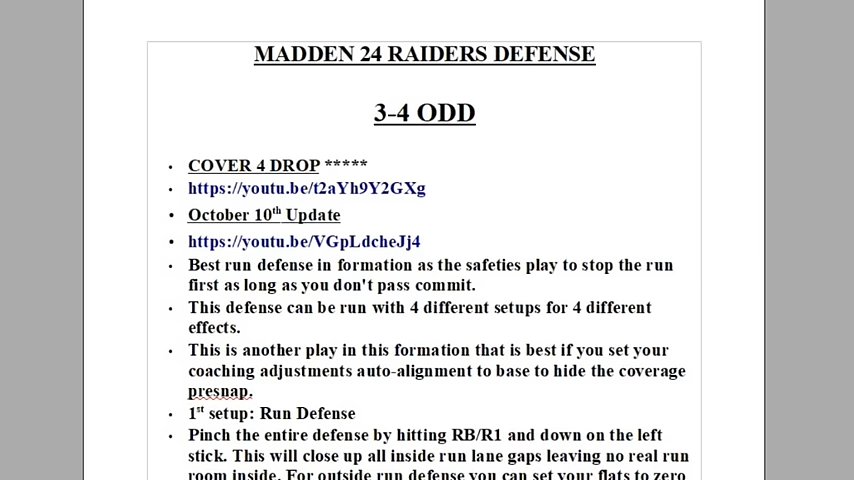 MADDEN 24 RAIDERS DEFENSE
3-4 ODD
• COVER 4 DROP *****
• https://youtu.be/t2aYh9Y2GXg
• October 10th Update
• https://youtu.be/VGpLdcheJj4
• Best run defense in formation as the safeties play to stop the run
first as long as you don't pass commit.
• This defense can be run with 4 different setups for 4 different
effects.
• This is another play in this formation that is best if you set your
coaching adjustments auto-alignment to base to hide the coverage
presnap.
• 1st setup: Run Defense
• Pinch the entire defense by hitting RB/R1 and down on the left
stick. This will close up all inside run lane gaps leaving no real run
room inside. For outside run defense you can set your flats to zero